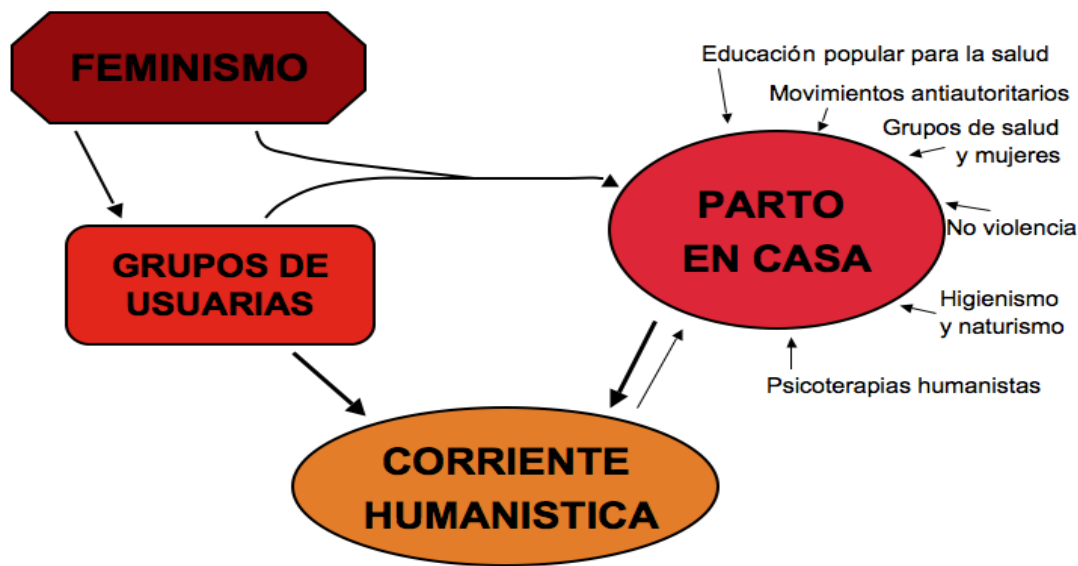 FEMINISMO
GRUPOS DE
USUARIAS
Educación popular para la salud
Movimientos antiautoritarios
Grupos de salud
y mujeres
PARTO
EN CASA
No violencia
Higienismo
y naturismo
Psicoterapias humanistas
CORRIENTE
HUMANISTICA